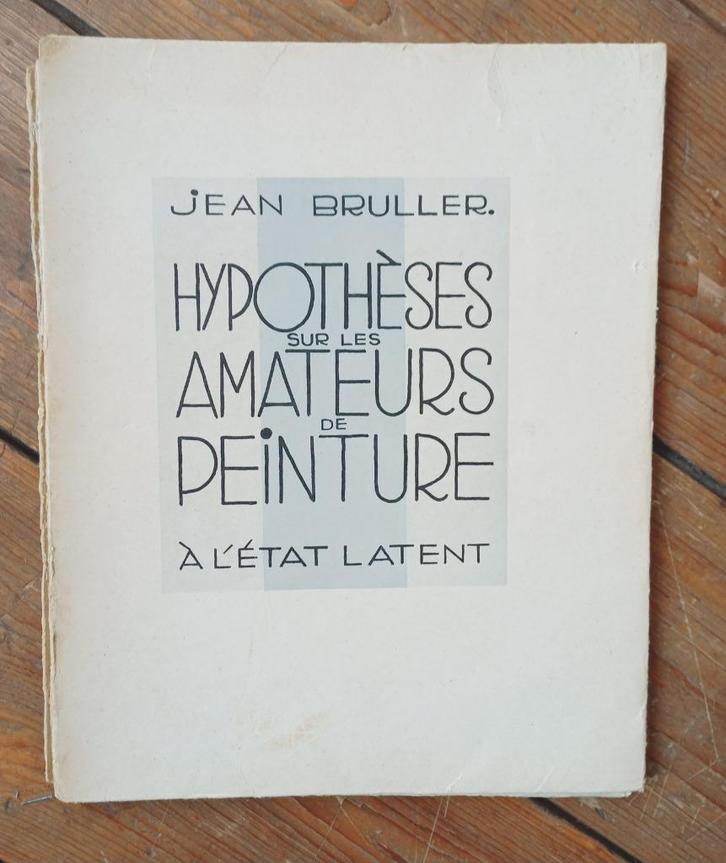 JEAN BRULLER.
HYPOTHÈSES
SUR LES
AMATEURS
DE
PEINTURE
À L'ÉTAT LATENT